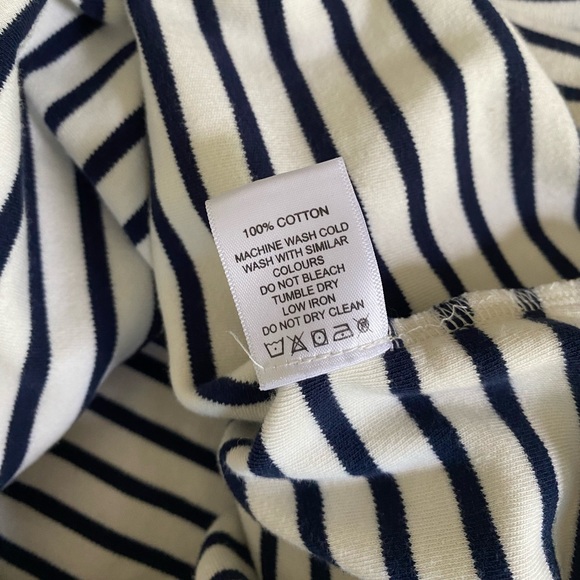 100% COTTON
MACHINE WASH COLD
WASH WITH SIMILAR
COLOURS
DO NOT BLEACH
TUMBLE DRY
LOW IRON
DO NOT DRY CLEAN